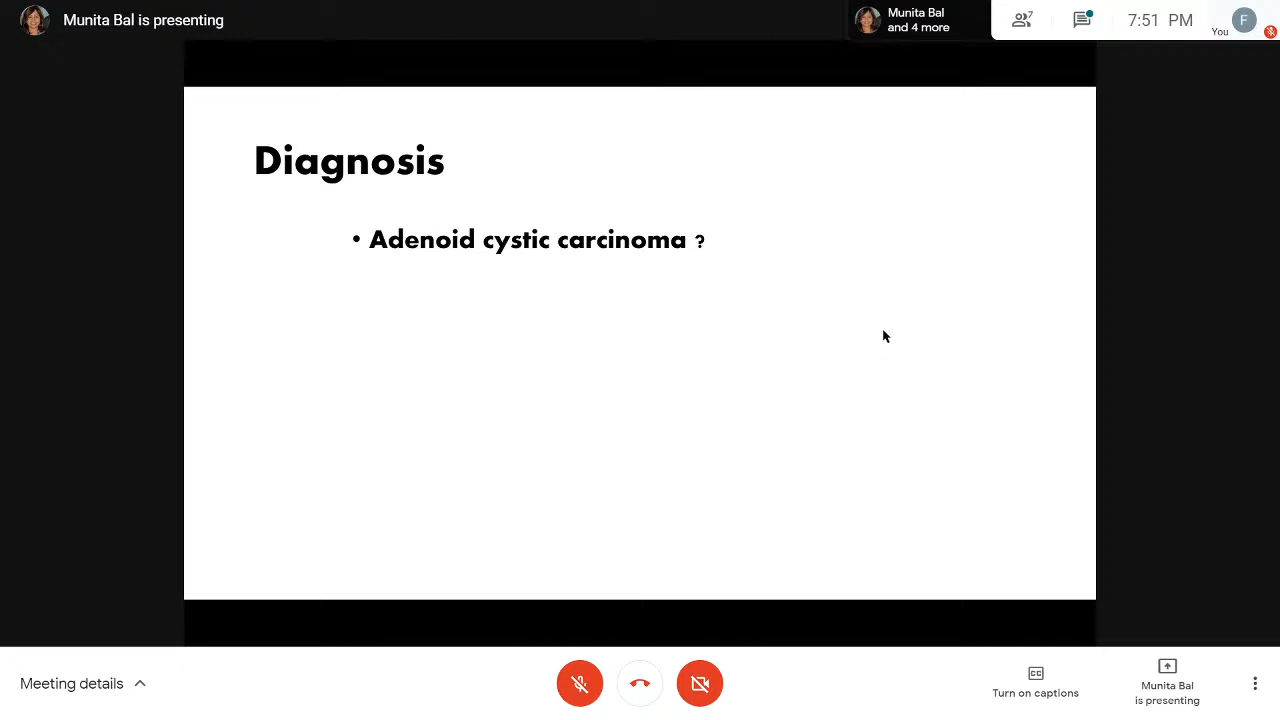 Munita Bal is presenting
Munita Bal
and 4 more
7
7:51 PM
You
F
Diagnosis
• Adenoid cystic carcinoma ?
Meeting details
CC
Turn on captions
Munita Bal
is presenting